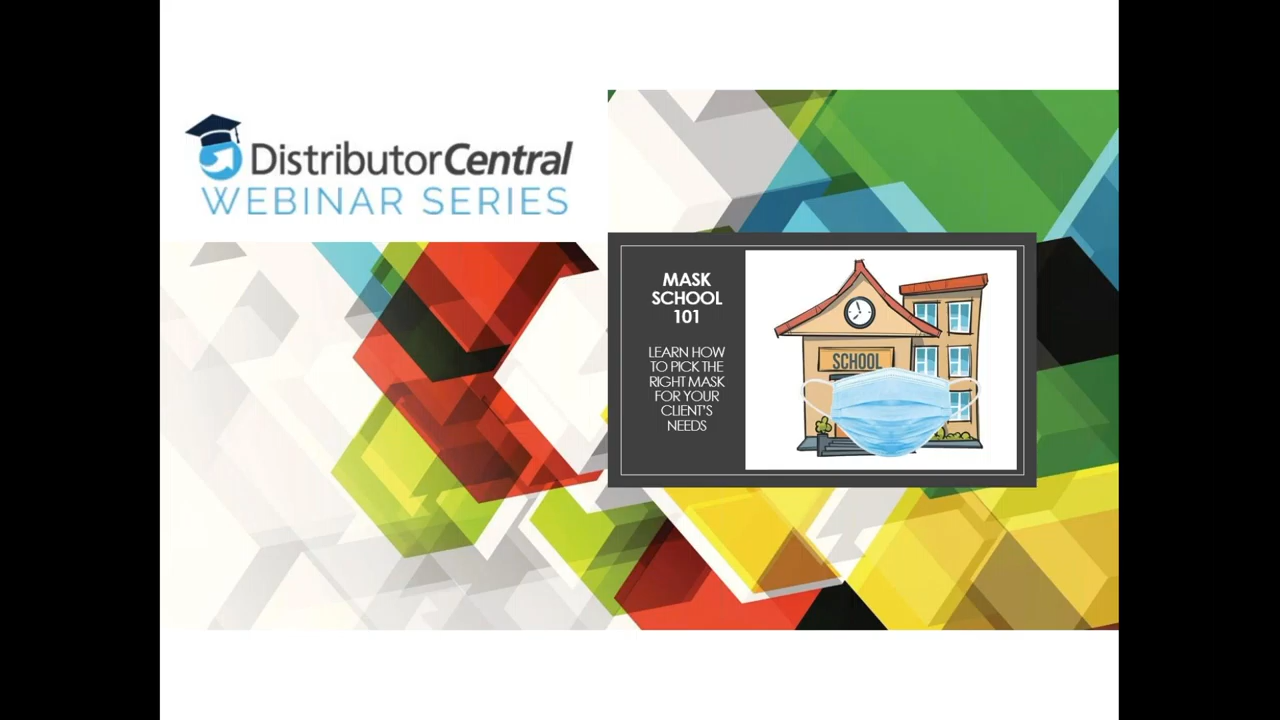 DistributorCentral
WEBINAR SERIES
MASK
SCHOOL
101
LEARN HOW
TO PICK THE
RIGHT MASK
FOR YOUR
CLIENT'S
NEEDS
SCHOOL